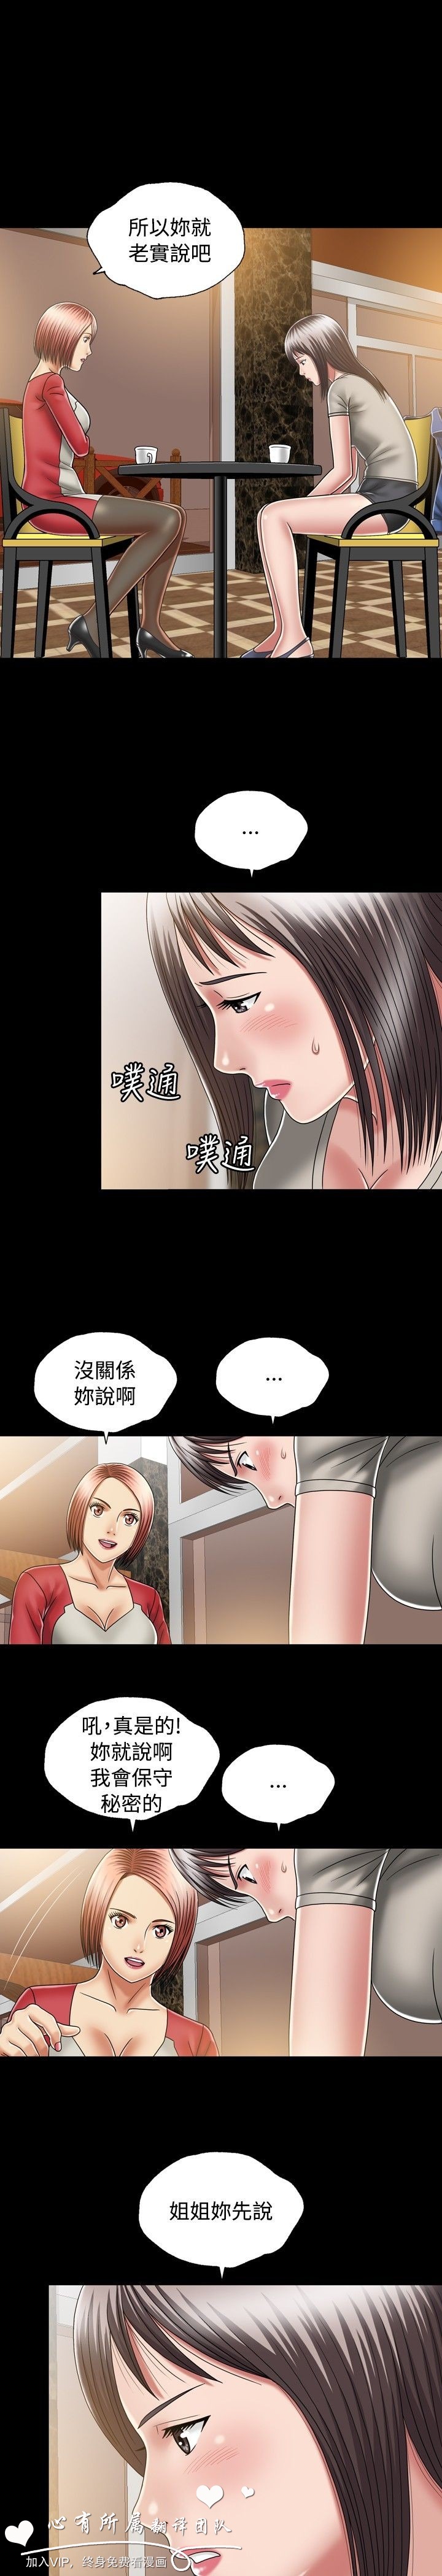 所以妳就
老實說吧
...
噗通
噗通
沒關係
妳說啊
...
吼，真是的!
妳就說啊
我會保守
秘密的
...
姐姐妳先說
心有所属翻译团队
加入VIP，终身免费看漫画